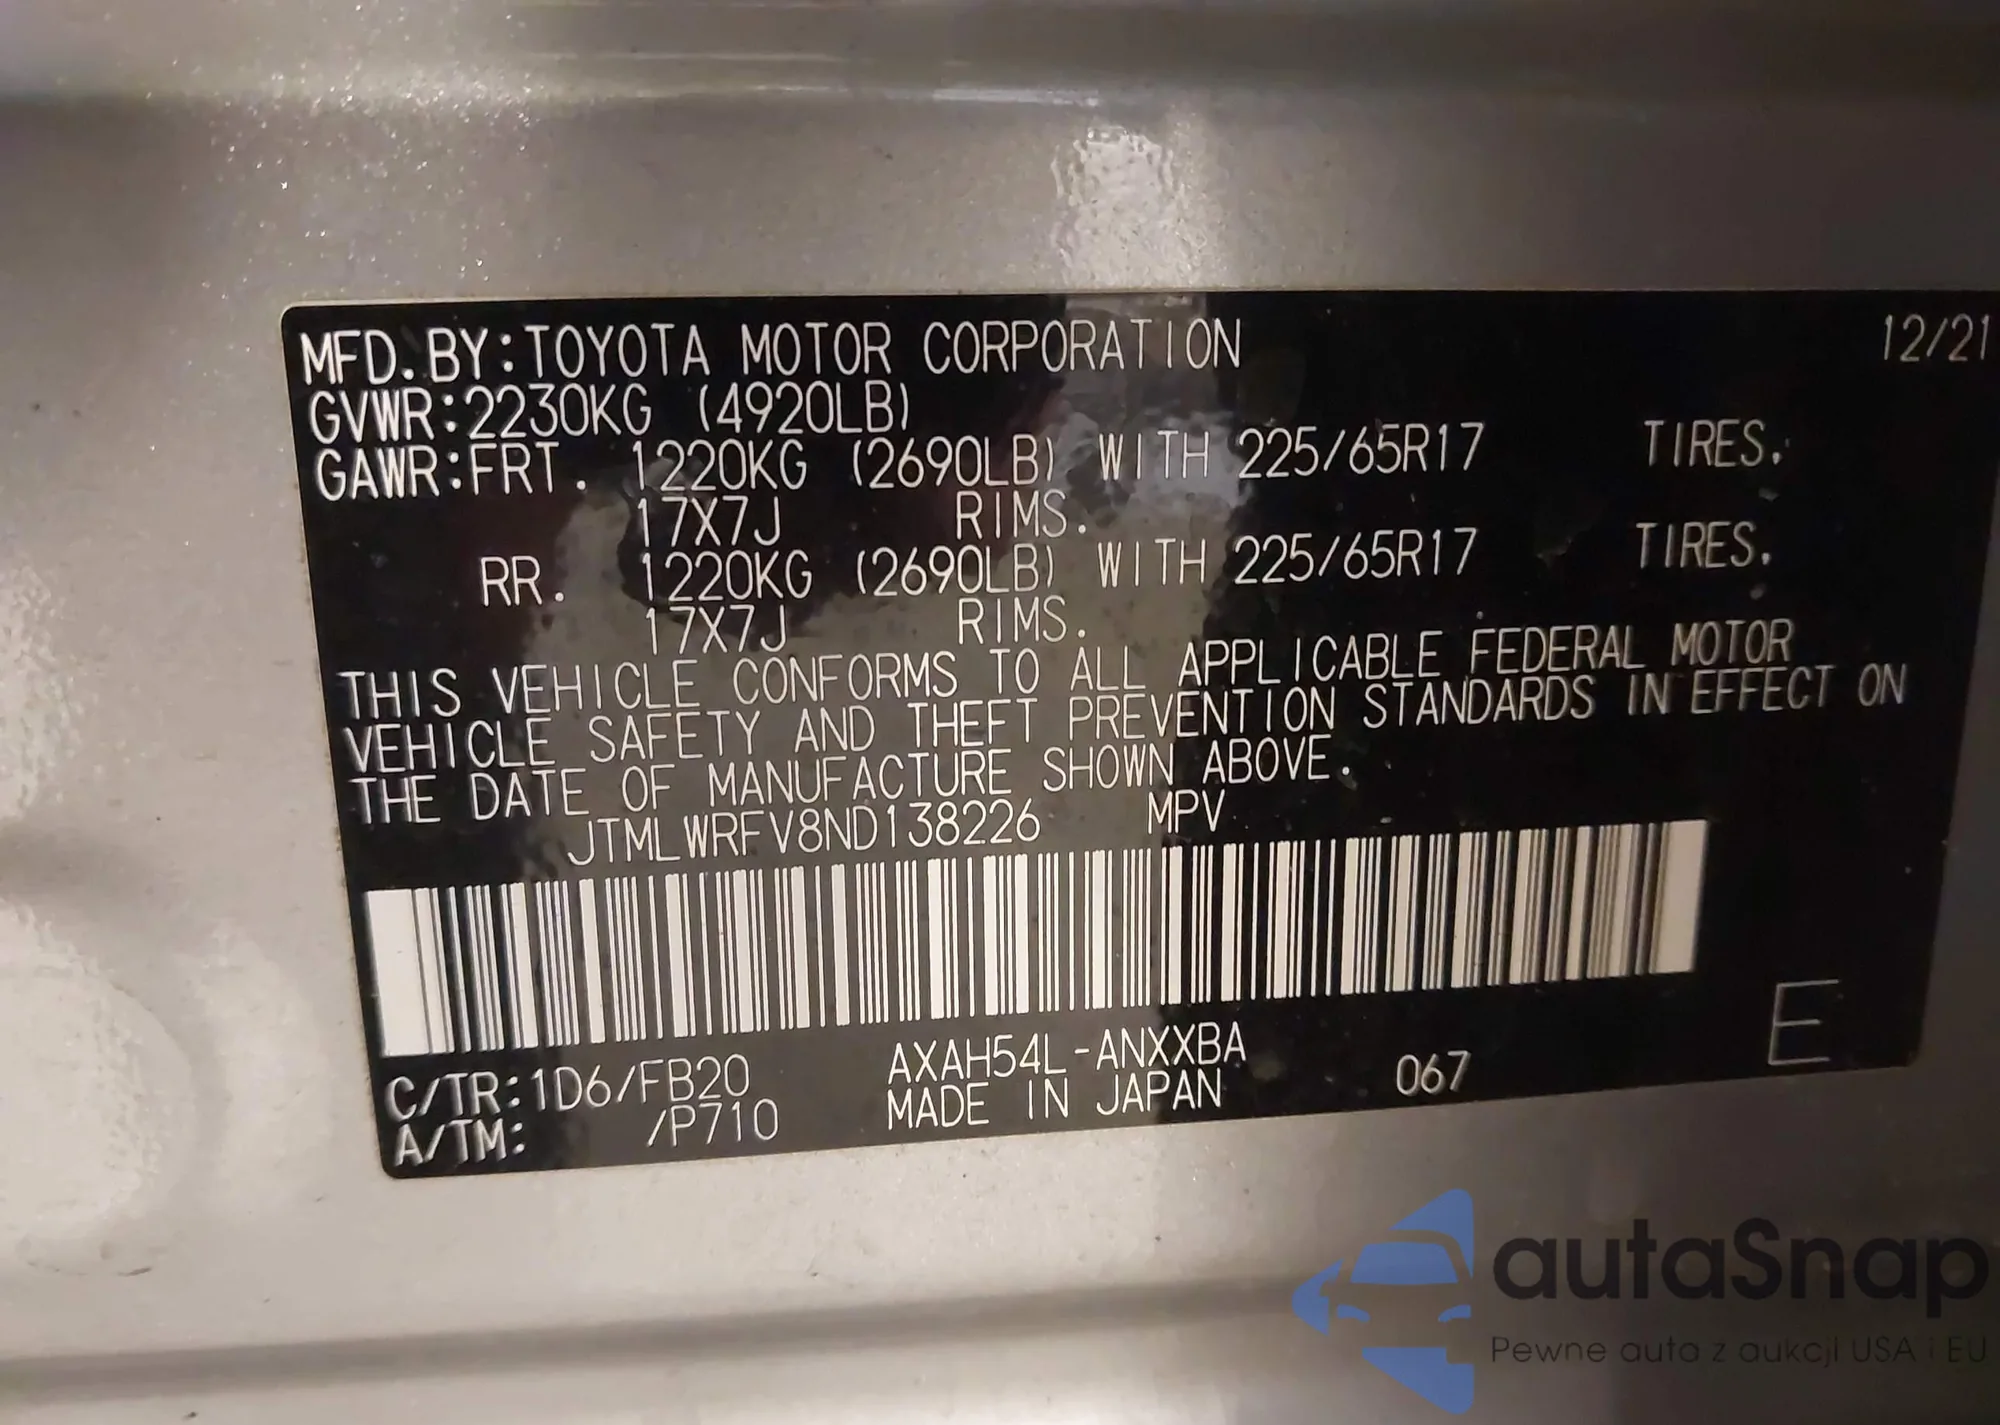 MFD. BY: TOYOTA MOTOR CORPORATION 12/21
GVWR: 2230KG (4920LB)
GAWR: FRT. 1220KG (2690LB) WITH 225/65R17 TIRES.
17X7J RIMS.
RR. 1220KG (2690LB) WITH 225/65R17 TIRES.
17X7J RIMS.
THIS VEHICLE CONFORMS TO ALL APPLICABLE FEDERAL MOTOR
VEHICLE SAFETY AND THEFT PREVENTION STANDARDS IN EFFECT ON
THE DATE OF MANUFACTURE SHOWN ABOVE.
JTMLWRFV8ND138226 MPV
E
C/TR: 1D6/FB20 AXAH54L-ANXXBA
A/TM: /P710 MADE IN JAPAN 067
autaSnap
Pewne auto z aukcji USA i EU